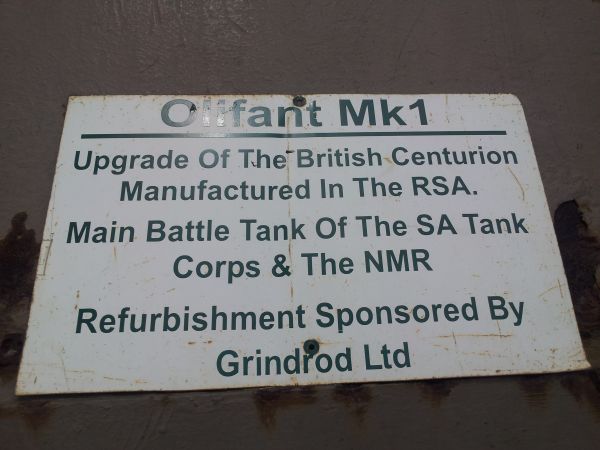 Olifant Mk1
Upgrade Of The British Centurion
Manufactured In The RSA.
Main Battle Tank Of The SA Tank
Corps & The NMR
Refurbishment Sponsored By
Grindrod Ltd